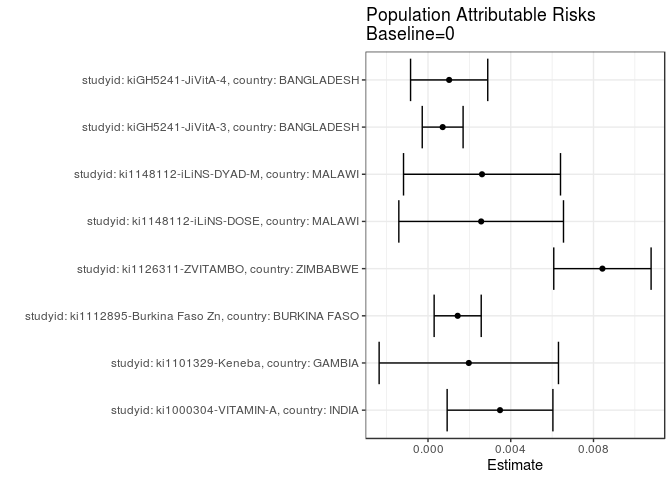 Population Attributable Risks
Baseline=0
studyid: kiGH5241-JiVitA-4, country: BANGLADESH
studyid: kiGH5241-JiVitA-3, country: BANGLADESH
studyid: ki1148112-iLiNS-DYAD-M, country: MALAWI
studyid: ki1148112-iLiNS-DOSE, country: MALAWI
studyid: ki1126311-ZVITAMBO, country: ZIMBABWE
studyid: ki1112895-Burkina Faso Zn, country: BURKINA FASO
studyid: ki1101329-Keneba, country: GAMBIA
studyid: ki1000304-VITAMIN-A, country: INDIA
0.000 0.004 0.008
Estimate